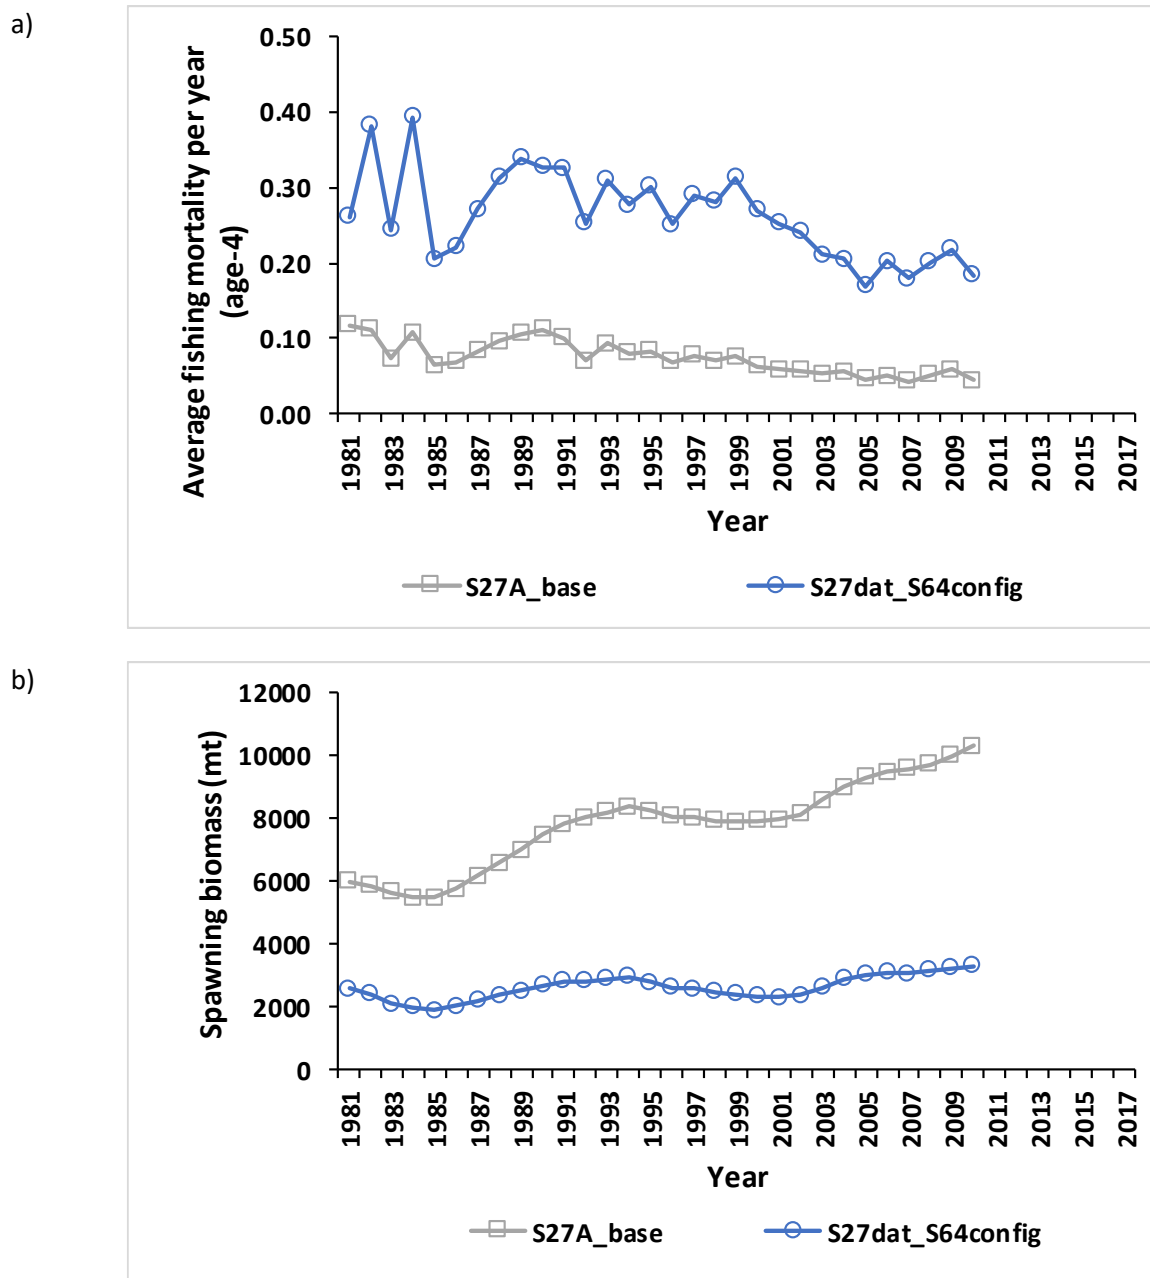 a)
Average fishing mortality per year
(age-4)
0.50
0.40
0.30
0.20
0.10
0.00
1981 1983 1985 1987 1989 1991 1993 1995 1997 1999 2001 2003 2005 2007 2009 2011 2013 2015 2017
Year
S27A_base S27dat_S64config
b)
Spawning biomass (mt)
12000
10000
8000
6000
4000
2000
0
1981 1983 1985 1987 1989 1991 1993 1995 1997 1999 2001 2003 2005 2007 2009 2011 2013 2015 2017
Year
S27A_base S27dat_S64config